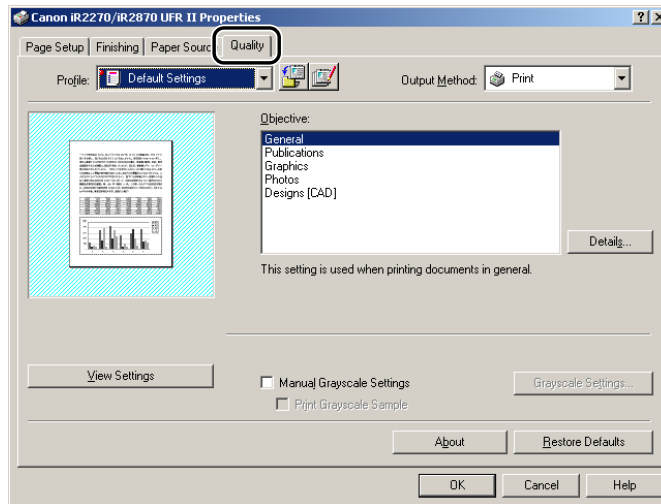 Canon iR2270/iR2870 UFR II Properties
Page Setup Finishing Paper Source Quality
Profile: Default Settings Output Method: Print
Objective:
General
Publications
Graphics
Photos
Designs [CAD]
Details...
This setting is used when printing documents in general.
View Settings
Manual Grayscale Settings Grayscale Settings...
Print Grayscale Sample
About Restore Defaults
OK Cancel Help